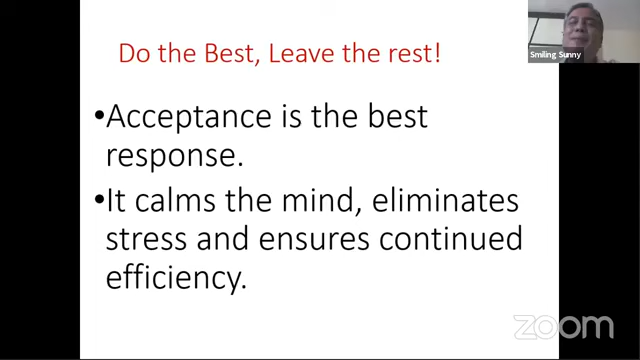 Do the Best, Leave the rest!
Smiling Sunny
•Acceptance is the best
response.
•It calms the mind, eliminates
stress and ensures continued
efficiency.
zoom